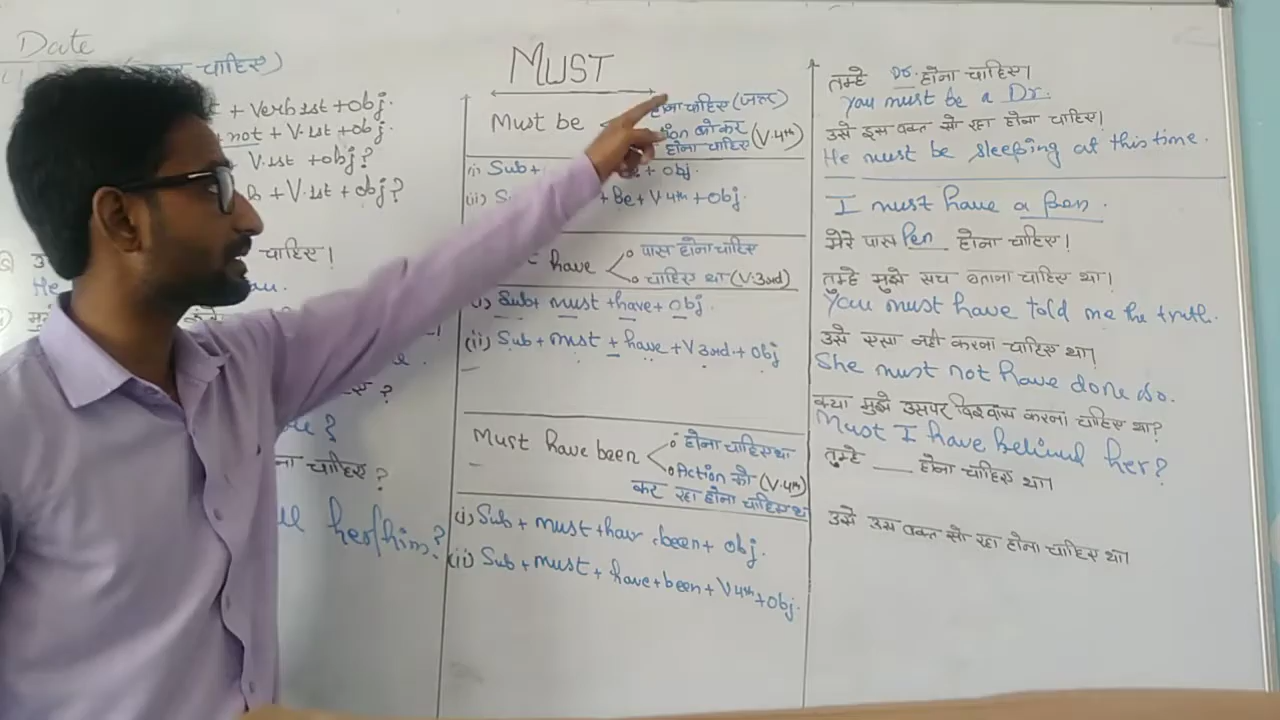 Date
चाहिए)
+ Verb 1st + obj.
not + V.1st + obj.
V.1st + obj?
+ V.1st + obj?
चाहिए।
He
?
ना चाहिए?
her/him?
MUST
Must be
होना चाहिए (जरूर)
को कर
होना चाहिए (V.4th)
(i) Sub + + obj.
(ii) S + Be + V 4th + Obj.
have
पास होना चाहिए
चाहिए था (V.3rd)
(i) Sub + must + have + Obj.
(ii) Sub + must + have + V 3rd + Obj
Must have been
होना चाहिए था
Action को (V.4th)
कर रहा होना चाहिए था
(i) Sub + must + have .been + obj.
(ii) Sub + must + have + been + V 4th + Obj.
तुम्हे Dr. होना चाहिए।
You must be a Dr.
उसे इस वक्त सो रहा होना चाहिए।
He must be sleeping at this time.
I must have a Pen.
मेरे पास Pen होना चाहिए।
तुम्हे मुझे सच बताना चाहिए था।
You must have told me the truth.
उसे एसा नही करना चाहिए था।
She must not have done so.
क्या मुझे उसपर विश्वास करना चाहिए था?
Must I have behind her?
तुम्हे ___ होना चाहिए था।
उसे उस वक्त सो रहा होना चाहिए था।